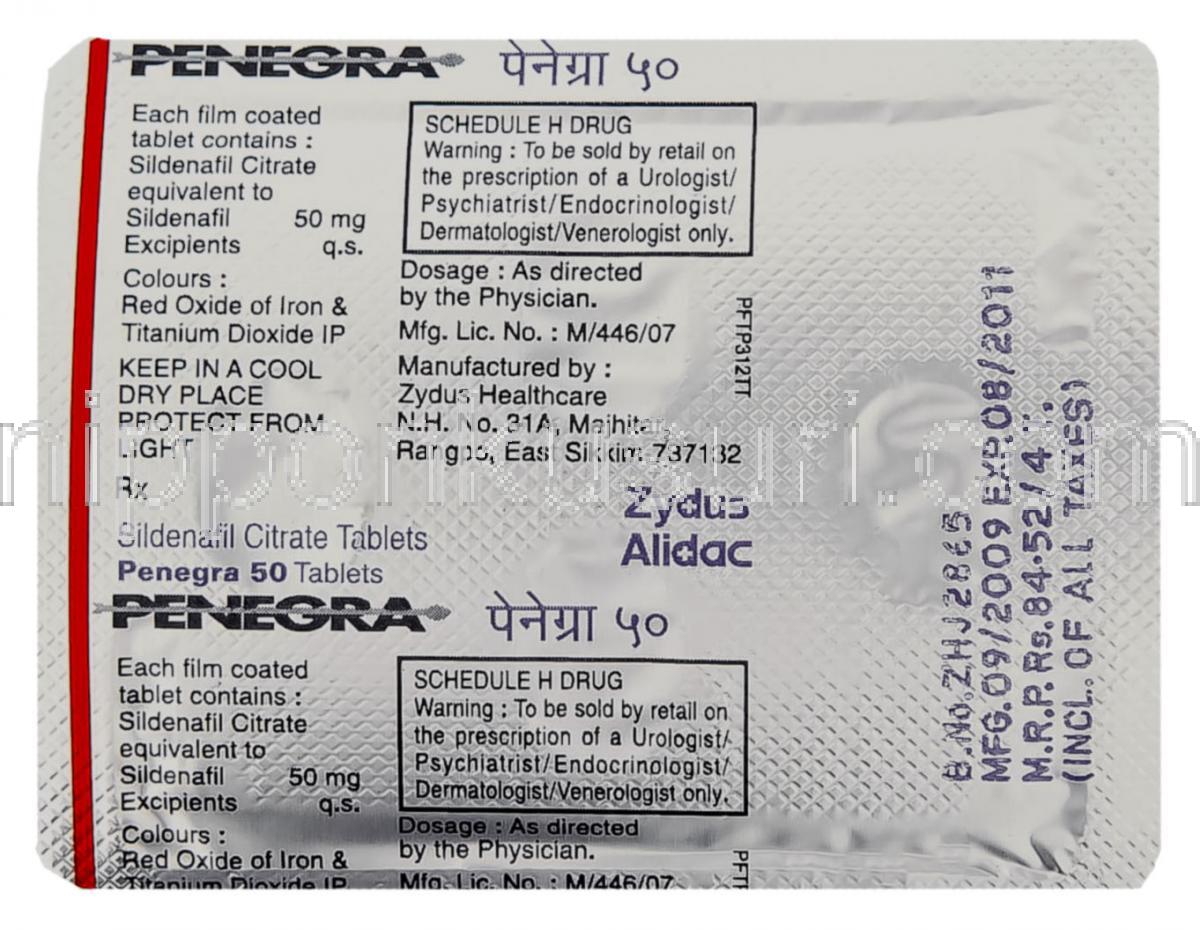 PENEGRA पेनेग्रा ५०
Each film coated
tablet contains :
Sildenafil Citrate
equivalent to
Sildenafil 50 mg
Excipients q.s.
Colours :
Red Oxide of Iron &
Titanium Dioxide IP
KEEP IN A COOL
DRY PLACE
PROTECT FROM
LIGHT
Rx
Sildenafil Citrate Tablets
Penegra 50 Tablets
SCHEDULE H DRUG
Warning : To be sold by retail on
the prescription of a Urologist/
Psychiatrist/Endocrinologist/
Dermatologist/Venerologist only.
Dosage : As directed
by the Physician.
Mfg. Lic. No. : M/446/07
Manufactured by :
Zydus Healthcare
N.H. No. 31A, Majhitar,
Rangpo, East Sikkim 737132
Zydus
Alidac
PFTP312TT
PENEGRA पेनेग्रा ५०
Each film coated
tablet contains :
Sildenafil Citrate
equivalent to
Sildenafil 50 mg
Excipients q.s.
Colours :
Red Oxide of Iron &
Titanium Dioxide IP
SCHEDULE H DRUG
Warning : To be sold by retail on
the prescription of a Urologist/
Psychiatrist/Endocrinologist/
Dermatologist/Venerologist only.
Dosage : As directed
by the Physician.
Mfg. Lic. No. : M/446/07
B.No.ZHJ2865
MFG.09/2009 EXP.08/2011
M.R.P. Rs.84.52/4T.
(INCL. OF ALL TAXES)
nipponkusuri.com